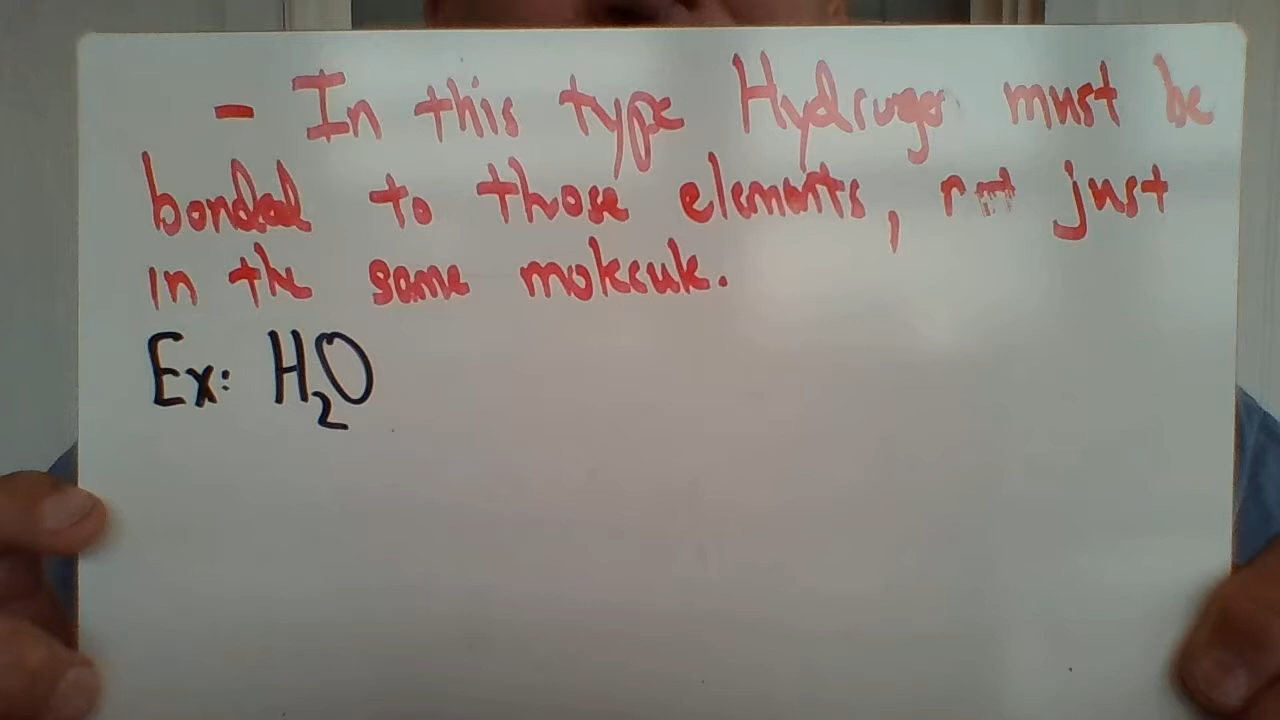 - In this type Hydrogen must be
bonded to those elements, not just
in the same molecule.
Ex: H₂O